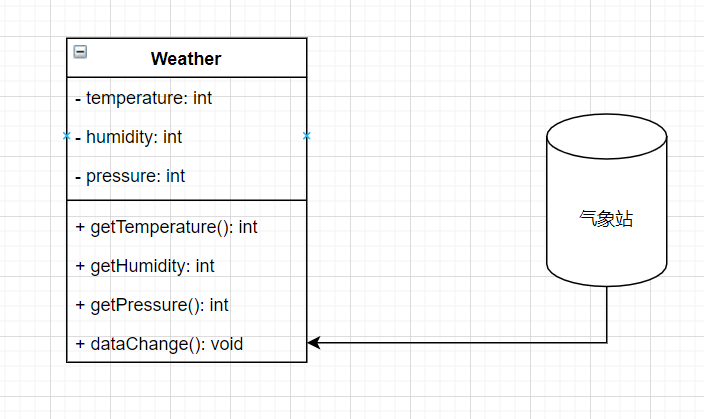 Weather
- temperature: int
- humidity: int
- pressure: int
+ getTemperature(): int
+ getHumidity: int
+ getPressure(): int
+ dataChange(): void
气象站